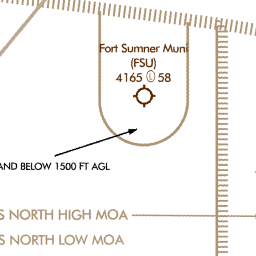 Fort Sumner Muni
(FSU)
4165 Ⓛ 58
AND BELOW 1500 FT AGL
S NORTH HIGH MOA
S NORTH LOW MOA